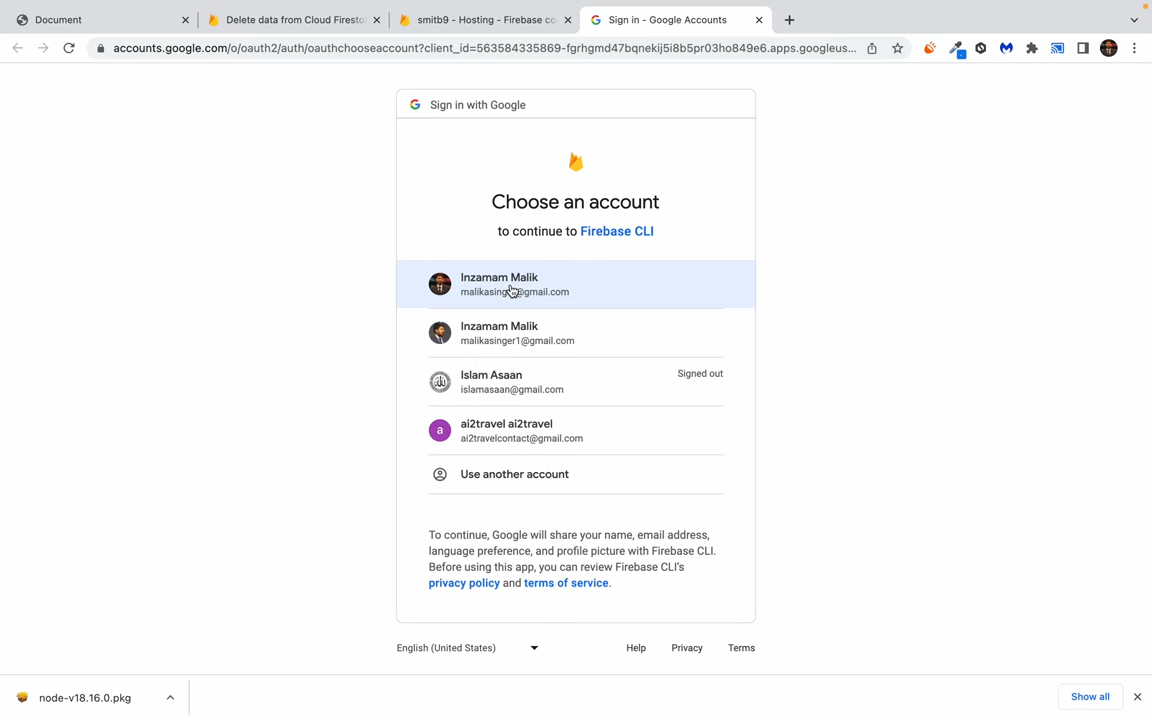 Document
Delete data from Cloud Firesto
smitb9 - Hosting - Firebase co
Sign in - Google Accounts
accounts.google.com/o/oauth2/auth/oauthchooseaccount?client_id=563584335869-fgrhgmd47bqnekij5i8b5pr03ho849e6.apps.googleus...
Sign in with Google
Choose an account
to continue to Firebase CLI
Inzamam Malik
@gmail.com
Inzamam Malik
malikasinger1@gmail.com
Islam Asaan
Signed out
islamasaan@gmail.com
a
ai2travel ai2travel
ai2travelcontact@gmail.com
Use another account
To continue, Google will share your name, email address,
language preference, and profile picture with Firebase CLI.
Before using this app, you can review Firebase CLI's
privacy policy and terms of service.
English (United States)
Help
Privacy
Terms
node-v18.16.0.pkg
Show all